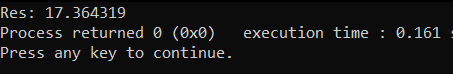 Res: 17.364319
Process returned 0 (0x0)   execution time : 0.161 s
Press any key to continue.